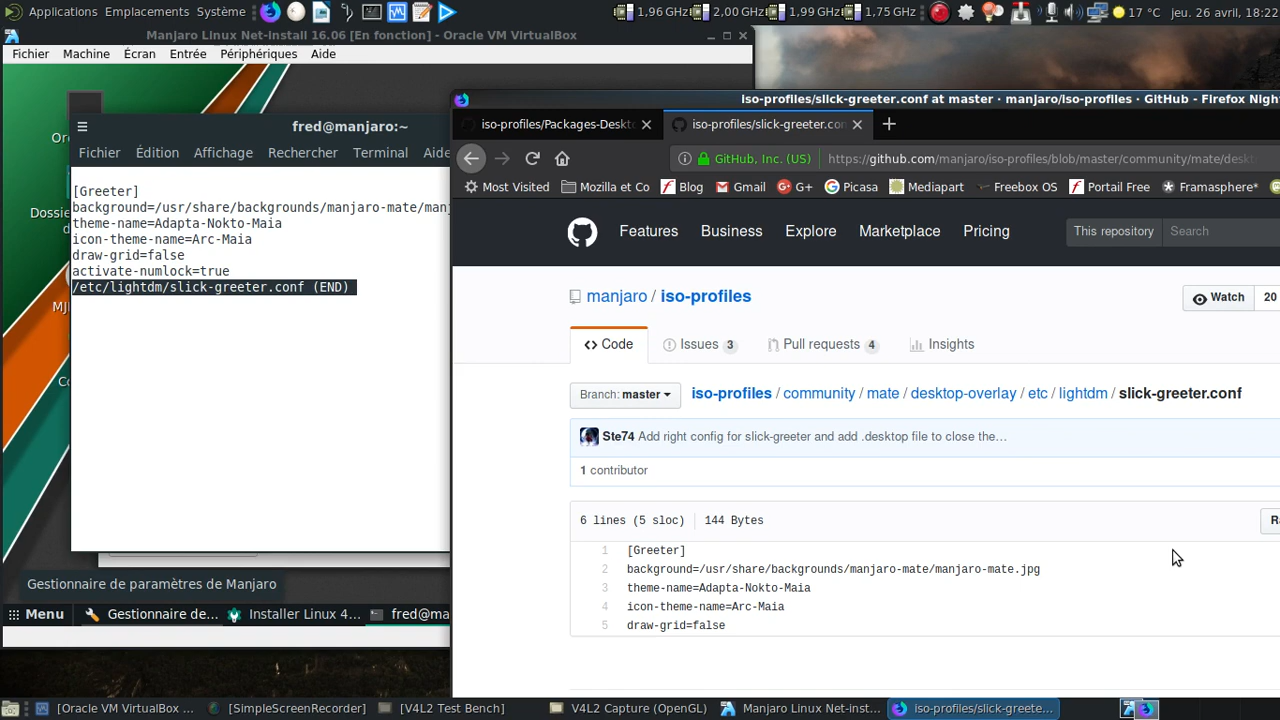 Applications Emplacements Système
1,96 GHz 2,00 GHz 1,99 GHz 1,75 GHz 17 °C jeu. 26 avril, 18:22
Manjaro Linux Net-Install 16.06 [En fonction] - Oracle VM VirtualBox
Fichier Machine Écran Entrée Périphériques Aide
iso-profiles/slick-greeter.conf at master · manjaro/iso-profiles · GitHub - Firefox Nigh
iso-profiles/Packages-Deskto
iso-profiles/slick-greeter.con
GitHub, Inc. (US) https://github.com/manjaro/iso-profiles/blob/master/community/mate/deskt
Most Visited Mozilla et Co Blog Gmail G+ Picasa Mediapart Freebox OS Portail Free Framasphere*
fred@manjaro:~
Fichier Édition Affichage Rechercher Terminal Aide
[Greeter]
background=/usr/share/backgrounds/manjaro-mate/manj
theme-name=Adapta-Nokto-Maia
icon-theme-name=Arc-Maia
draw-grid=false
activate-numlock=true
/etc/lightdm/slick-greeter.conf (END)
Dossie
d
MJ
Co
Features Business Explore Marketplace Pricing This repository Search
manjaro / iso-profiles
Watch 20
Code Issues 3 Pull requests 4 Insights
Branch: master iso-profiles / community / mate / desktop-overlay / etc / lightdm / slick-greeter.conf
Ste74 Add right config for slick-greeter and add .desktop file to close the…
1 contributor
6 lines (5 sloc) 144 Bytes
Ra
1 [Greeter]
2 background=/usr/share/backgrounds/manjaro-mate/manjaro-mate.jpg
3 theme-name=Adapta-Nokto-Maia
4 icon-theme-name=Arc-Maia
5 draw-grid=false
Gestionnaire de paramètres de Manjaro
Menu Gestionnaire de... Installer Linux 4... fred@ma
[Oracle VM VirtualBox ... [SimpleScreenRecorder] [V4L2 Test Bench] V4L2 Capture (OpenGL) Manjaro Linux Net-inst... iso-profiles/slick-greete...